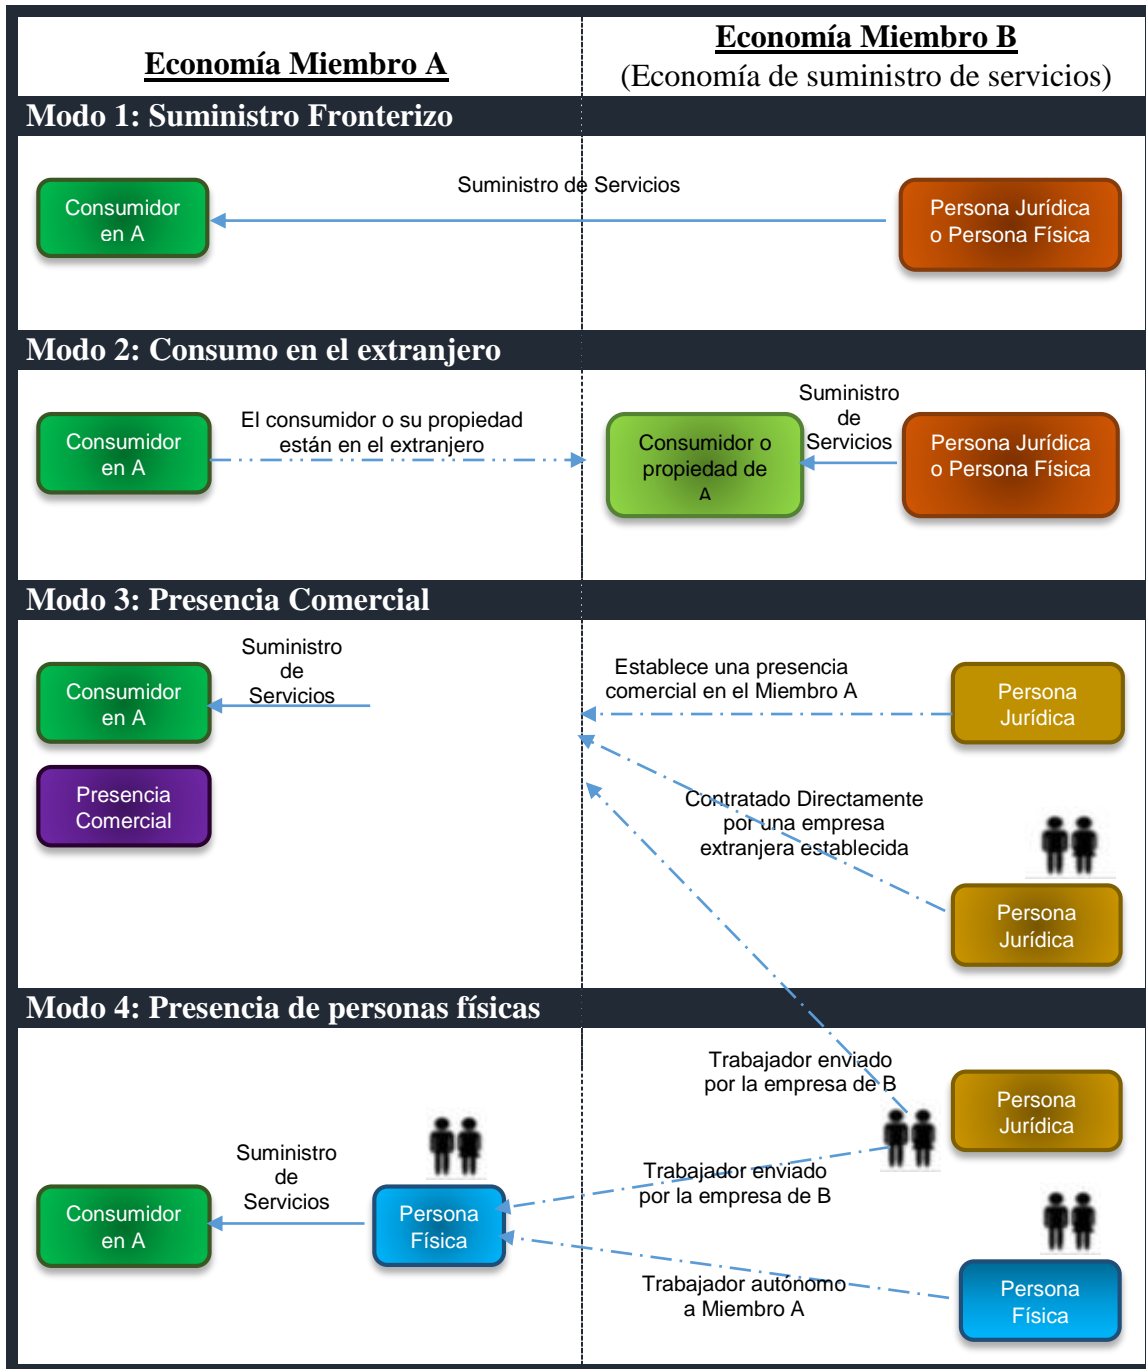 Economía Miembro A
Economía Miembro B
(Economía de suministro de servicios)
Modo 1: Suministro Fronterizo
Consumidor
en A
Suministro de Servicios
Persona Jurídica
o Persona Física
Modo 2: Consumo en el extranjero
Consumidor
en A
El consumidor o su propiedad
están en el extranjero
Consumidor o
propiedad de
A
Suministro
de
Servicios
Persona Jurídica
o Persona Física
Modo 3: Presencia Comercial
Consumidor
en A
Suministro
de
Servicios
Establece una presencia
comercial en el Miembro A
Persona
Jurídica
Presencia
Comercial
Contratado Directamente
por una empresa
extranjera establecida
Persona
Jurídica
Modo 4: Presencia de personas físicas
Trabajador enviado
por la empresa de B
Persona
Jurídica
Consumidor
en A
Suministro
de
Servicios
Persona
Física
Trabajador enviado
por la empresa de B
Trabajador autónomo
a Miembro A
Persona
Física